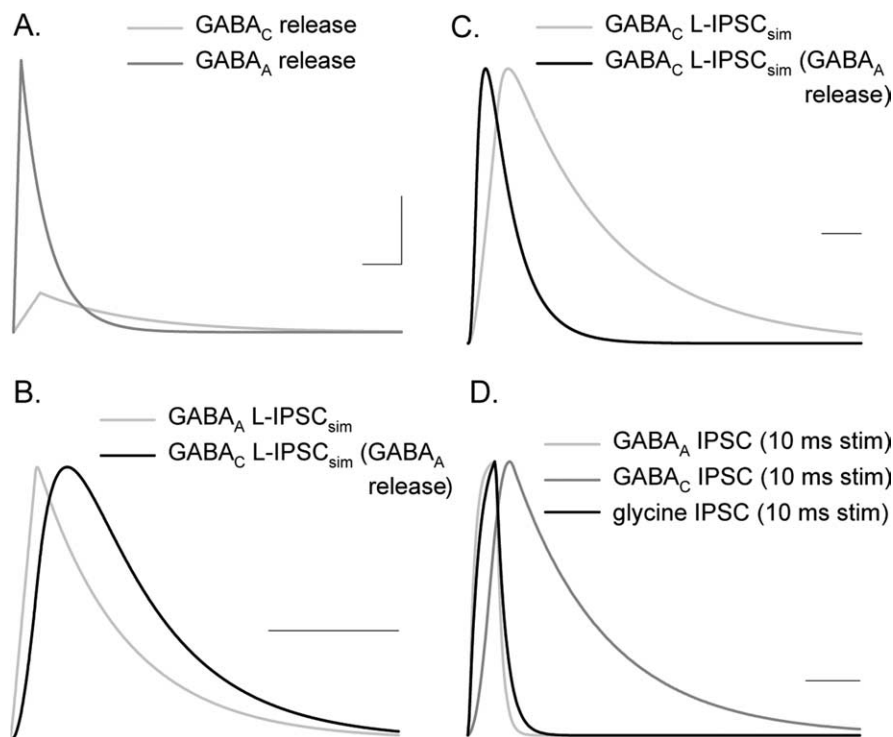 A.
GABA_C release
GABA_A release
B.
GABA_A L-IPSC_sim
GABA_C L-IPSC_sim (GABA_A
release)
C.
GABA_C L-IPSC_sim
GABA_C L-IPSC_sim (GABA_A
release)
D.
GABA_A IPSC (10 ms stim)
GABA_C IPSC (10 ms stim)
glycine IPSC (10 ms stim)